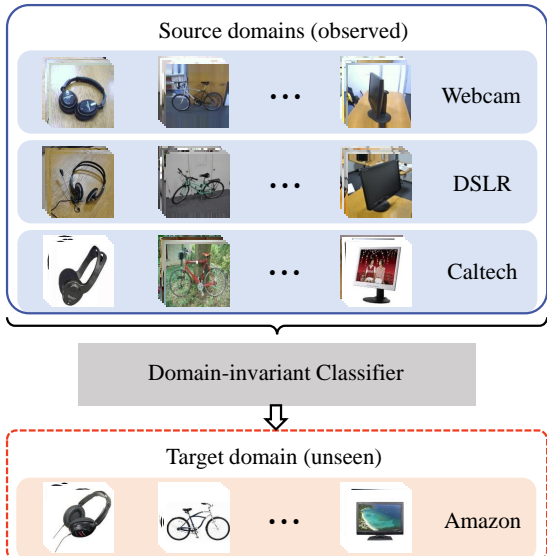 Source domains (observed)
Webcam
DSLR
Caltech
Domain-invariant Classifier
Target domain (unseen)
Amazon